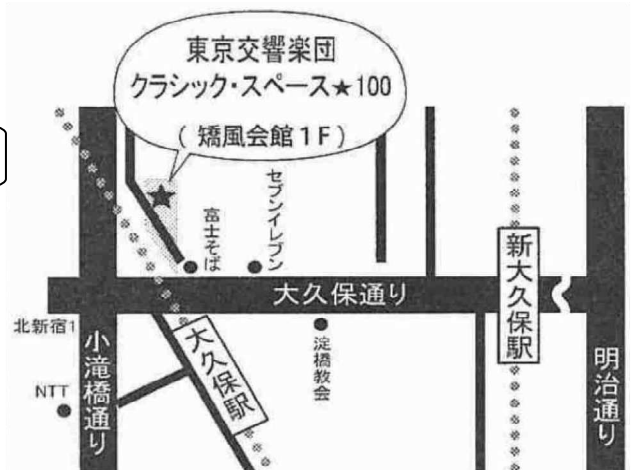 東京交響楽団
クラシック・スペース★100
（矯風会館1F）
セブンイレブン
富士そば
新大久保駅
大久保通り
北新宿1
小滝橋通り
大久保駅
淀橋教会
明治通り
NTT